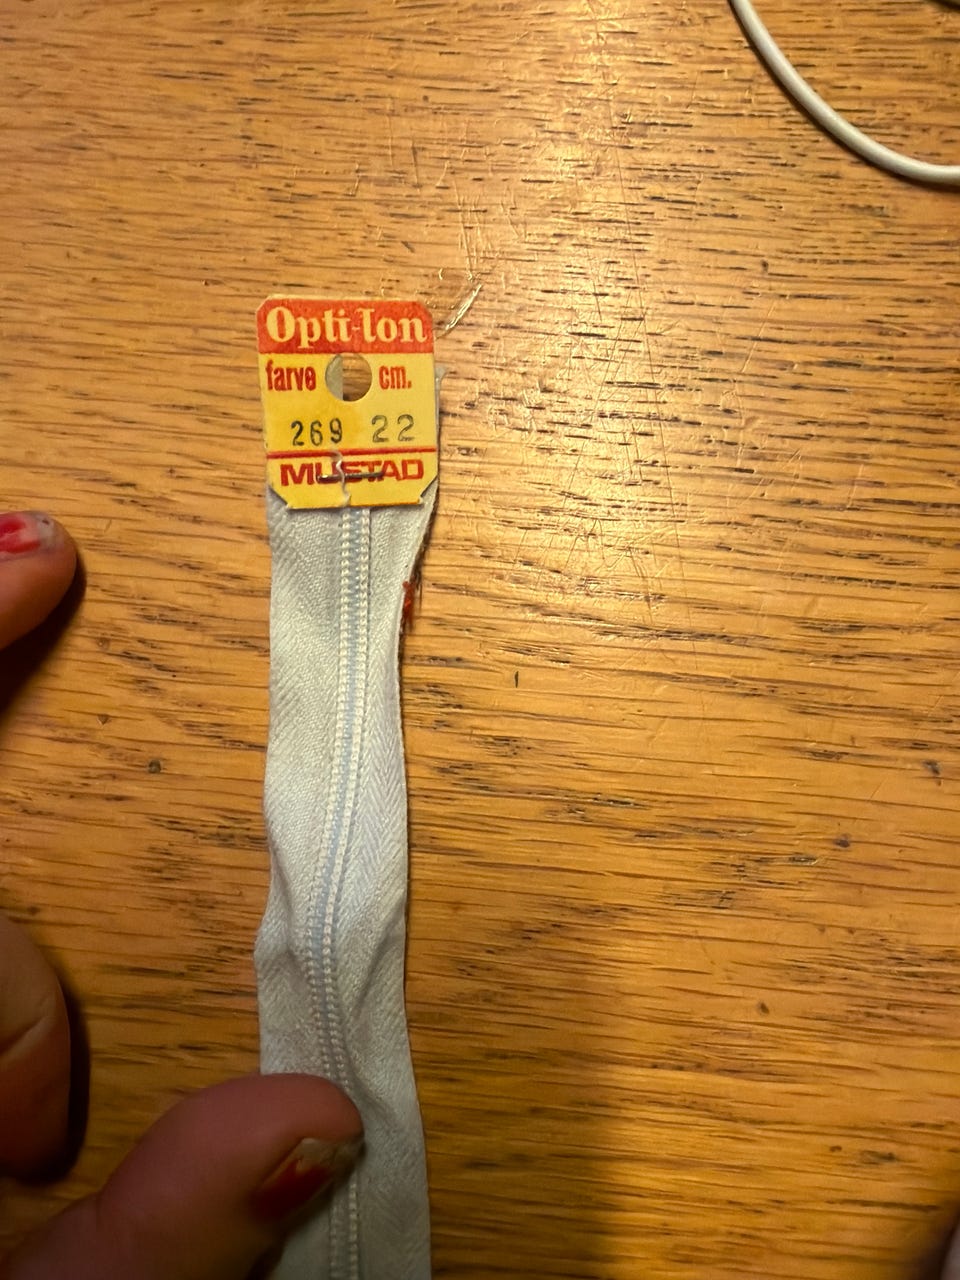 Opti-lon
farve cm.
269 22
MUSTAD